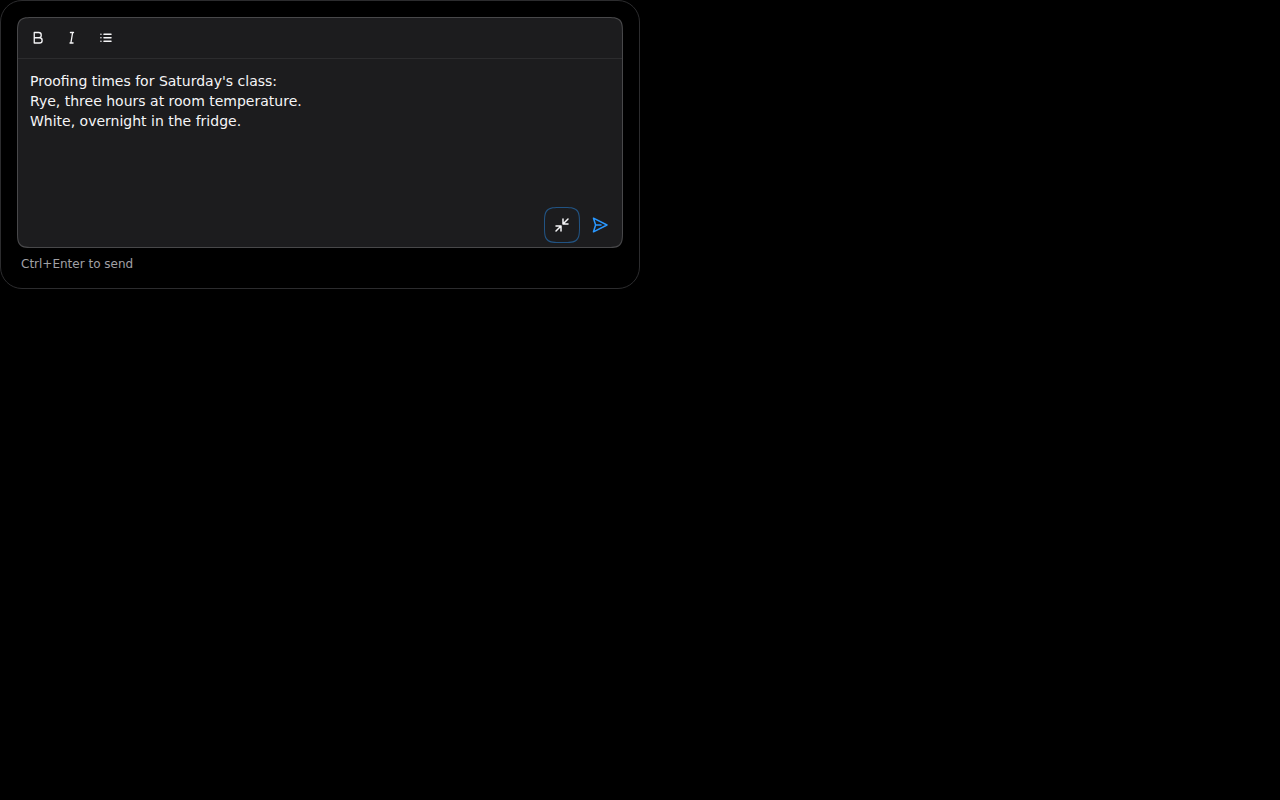 Proofing times for Saturday's class:
Rye, three hours at room temperature.
White, overnight in the fridge.
Ctrl+Enter to send